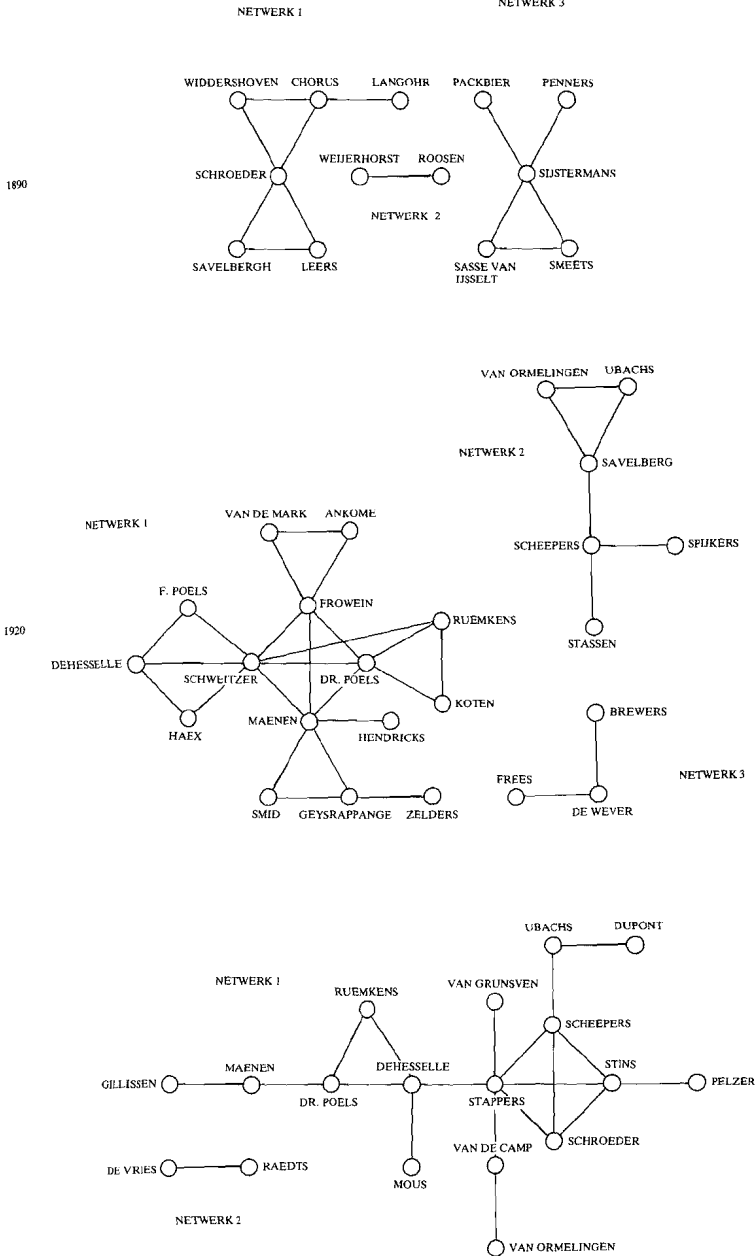 NETWERK 1
NETWERK 3
WIDDERSHOVEN CHORUS LANGOHR PACKBIER PENNERS
WEIJERHORST ROOSEN
SCHROEDER SIJSTERMANS
1890
NETWERK 2
SAVELBERGH LEERS SASSE VAN SMEETS
IJSSELT
VAN ORMELINGEN UBACHS
NETWERK 2 SAVELBERG
NETWERK 1 VAN DE MARK ANKOME
SCHEEPERS SPIJKERS
F. POELS FROWEIN
RUEMKENS
1920
STASSEN
DEHESSELLE SCHWEITZER DR. POELS
KOTEN
BREWERS
MAENEN
HAEX HENDRICKS
NETWERK 3
FREES
SMID GEYSRAPPANGE ZELDERS DE WEVER
UBACHS DUPONT
NETWERK 1 VAN GRUNSVEN
RUEMKENS
SCHEEPERS
MAENEN DEHESSELLE STINS
GILLISSEN PELZER
DR. POELS STAPPERS
SCHROEDER
VAN DE CAMP
DE VRIES RAEDTS
MOUS
NETWERK 2
VAN ORMELINGEN